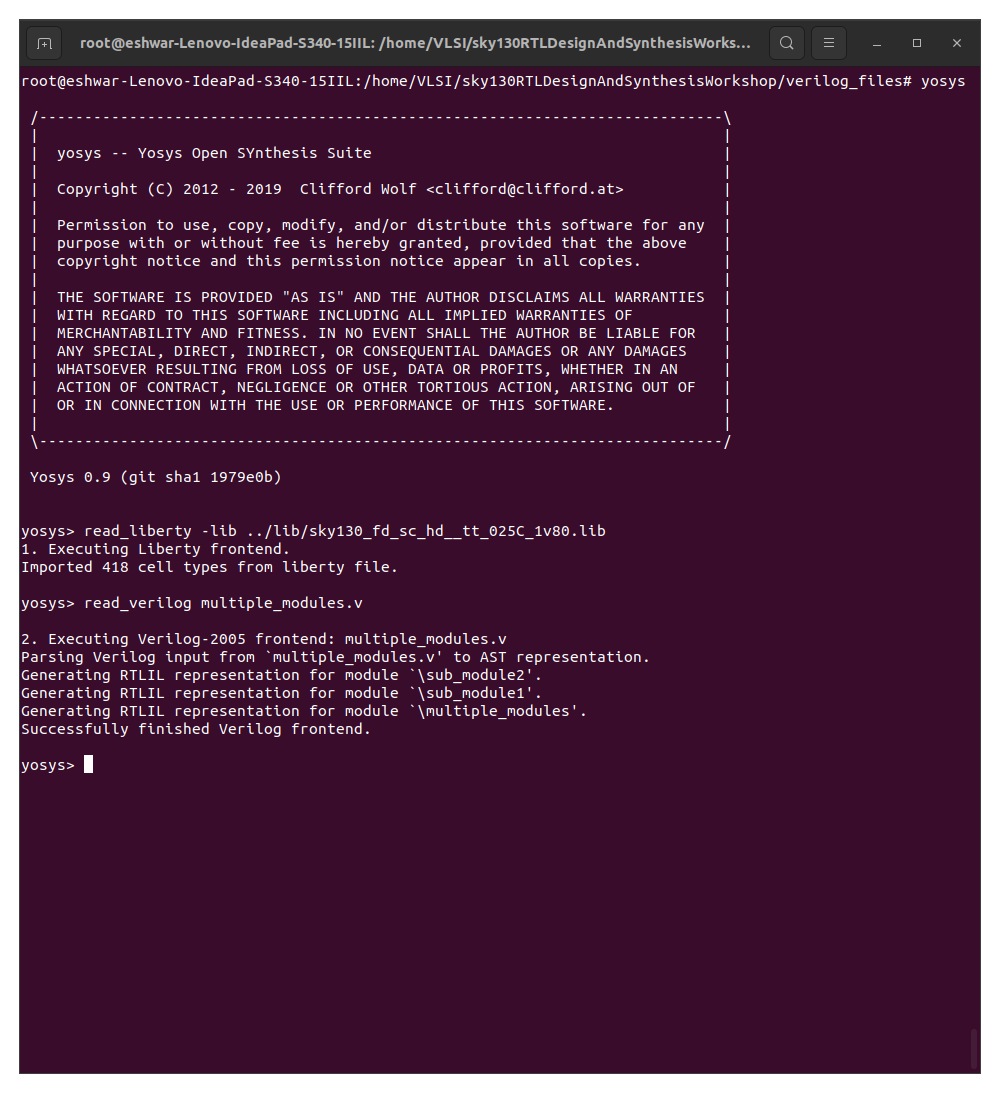 root@eshwar-Lenovo-IdeaPad-S340-15IIL: /home/VLSI/sky130RTLDesignAndSynthesisWorks...
root@eshwar-Lenovo-IdeaPad-S340-15IIL:/home/VLSI/sky130RTLDesignAndSynthesisWorkshop/verilog_files# yosys
/----------------------------------------------------------------------------\
|                                                                            |
|  yosys -- Yosys Open SYnthesis Suite                                       |
|                                                                            |
|  Copyright (C) 2012 - 2019  Clifford Wolf <clifford@clifford.at>           |
|                                                                            |
|  Permission to use, copy, modify, and/or distribute this software for any  |
|  purpose with or without fee is hereby granted, provided that the above    |
|  copyright notice and this permission notice appear in all copies.         |
|                                                                            |
|  THE SOFTWARE IS PROVIDED "AS IS" AND THE AUTHOR DISCLAIMS ALL WARRANTIES  |
|  WITH REGARD TO THIS SOFTWARE INCLUDING ALL IMPLIED WARRANTIES OF          |
|  MERCHANTABILITY AND FITNESS. IN NO EVENT SHALL THE AUTHOR BE LIABLE FOR   |
|  ANY SPECIAL, DIRECT, INDIRECT, OR CONSEQUENTIAL DAMAGES OR ANY DAMAGES    |
|  WHATSOEVER RESULTING FROM LOSS OF USE, DATA OR PROFITS, WHETHER IN AN     |
|  ACTION OF CONTRACT, NEGLIGENCE OR OTHER TORTIOUS ACTION, ARISING OUT OF   |
|  OR IN CONNECTION WITH THE USE OR PERFORMANCE OF THIS SOFTWARE.            |
|                                                                            |
\----------------------------------------------------------------------------/
Yosys 0.9 (git sha1 1979e0b)
yosys> read_liberty -lib ../lib/sky130_fd_sc_hd__tt_025C_1v80.lib
1. Executing Liberty frontend.
Imported 418 cell types from liberty file.
yosys> read_verilog multiple_modules.v
2. Executing Verilog-2005 frontend: multiple_modules.v
Parsing Verilog input from `multiple_modules.v' to AST representation.
Generating RTLIL representation for module `\sub_module2'.
Generating RTLIL representation for module `\sub_module1'.
Generating RTLIL representation for module `\multiple_modules'.
Successfully finished Verilog frontend.
yosys>